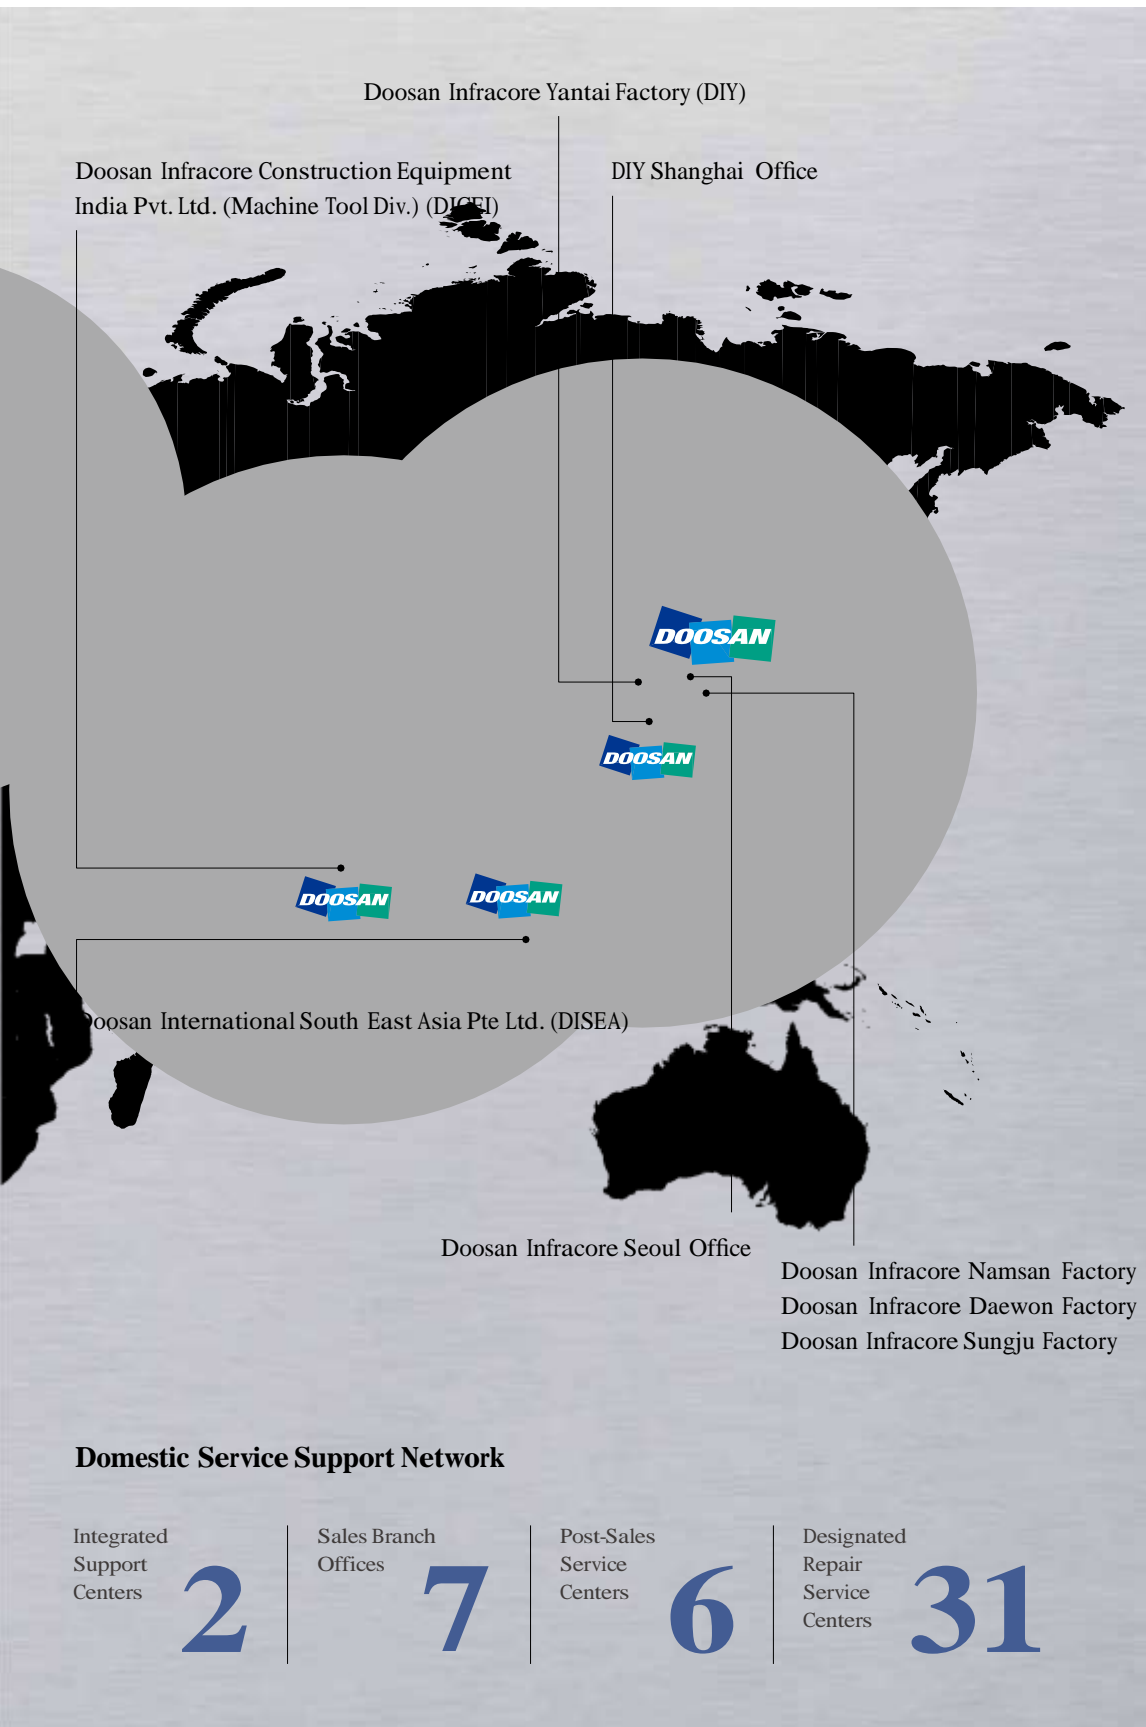 Doosan Infracore Yantai Factory (DIY)
Doosan Infracore Construction Equipment
India Pvt. Ltd. (Machine Tool Div.) (DICEI)
DIY Shanghai Office
DOOSAN
DOOSAN
DOOSAN
DOOSAN
Doosan International South East Asia Pte Ltd. (DISEA)
Doosan Infracore Seoul Office
Doosan Infracore Namsan Factory
Doosan Infracore Daewon Factory
Doosan Infracore Sungju Factory
Domestic Service Support Network
Integrated
Support
Centers
2
Sales Branch
Offices
7
Post-Sales
Service
Centers
6
Designated
Repair
Service
Centers
31